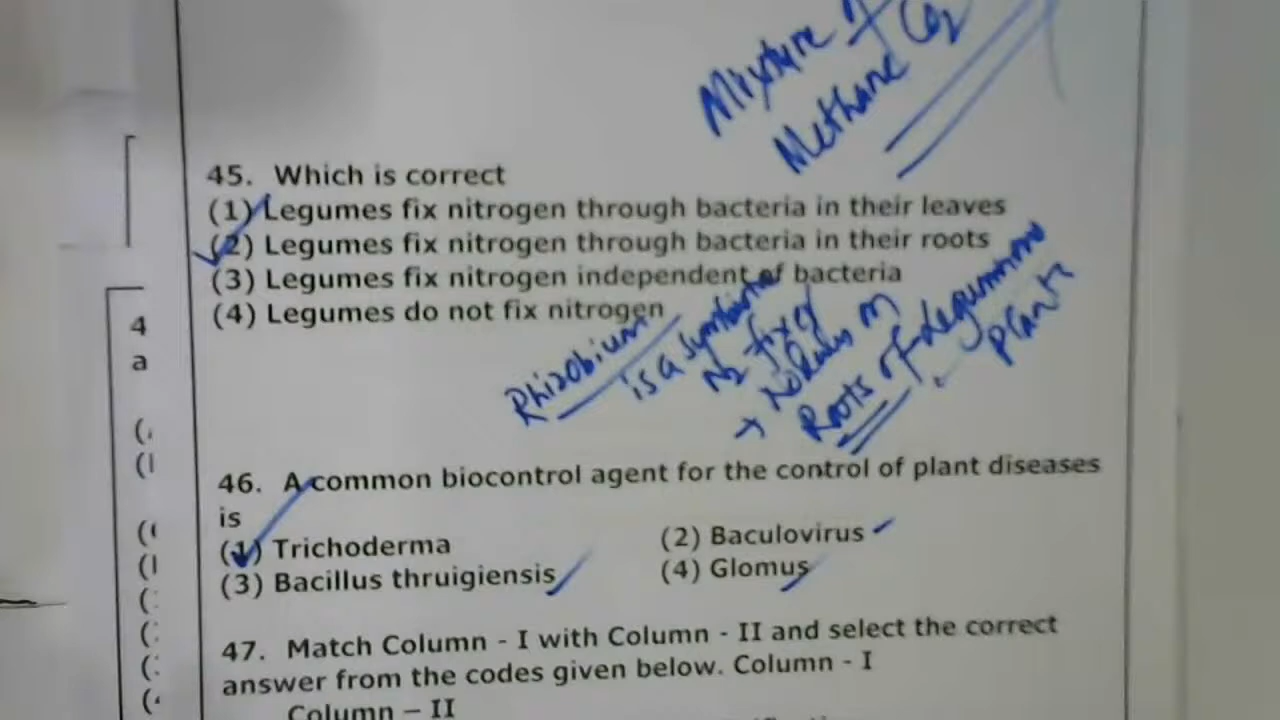 Mixture of
Methane CO2
45. Which is correct
(1) Legumes fix nitrogen through bacteria in their leaves
(2) Legumes fix nitrogen through bacteria in their roots
(3) Legumes fix nitrogen independent of bacteria
(4) Legumes do not fix nitrogen
Rhizobium is a
N2 fixer
Roots of
Plants
46. A common biocontrol agent for the control of plant diseases
is
(1) Trichoderma (2) Baculovirus
(3) Bacillus thruigiensis (4) Glomus
47. Match Column - I with Column - II and select the correct
answer from the codes given below. Column - I
Column – II
4
a